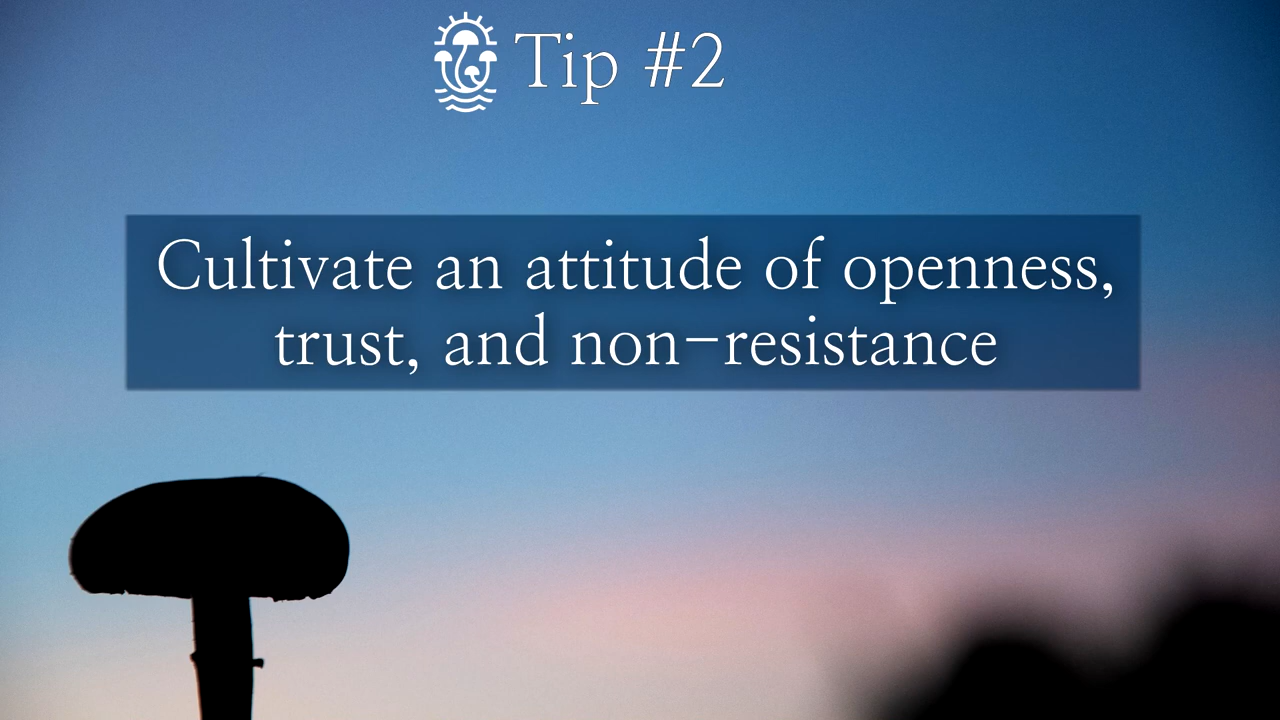 Tip #2
Cultivate an attitude of openness,
trust, and non-resistance